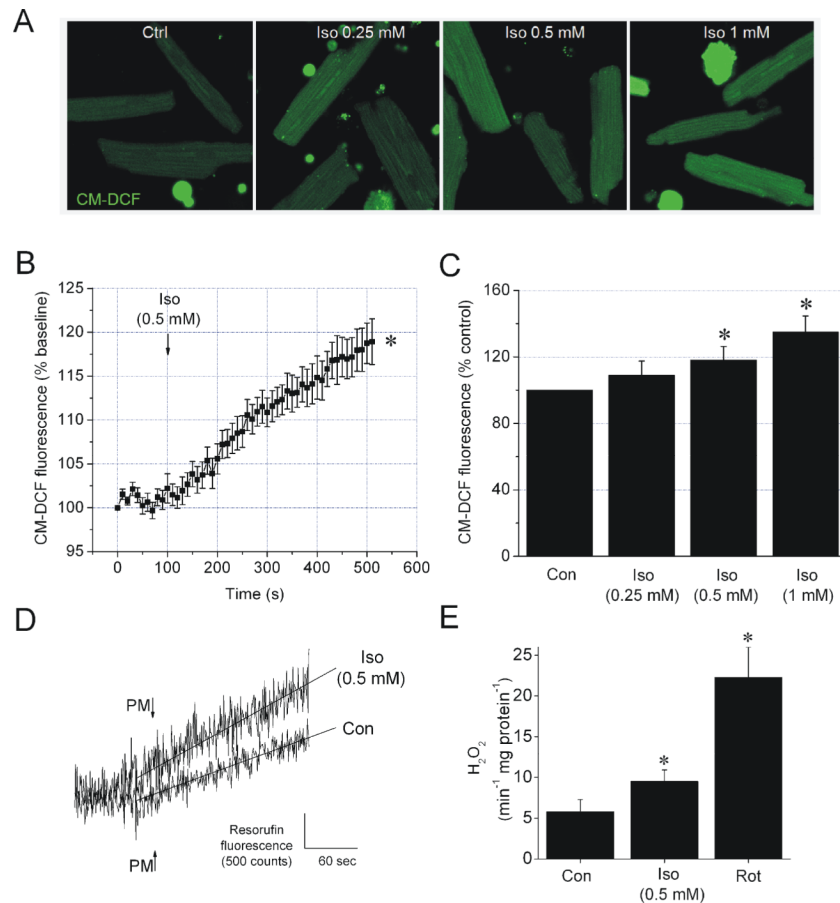 A
Ctrl
Iso 0.25 mM
Iso 0.5 mM
Iso 1 mM
CM-DCF
B
CM-DCF fluorescence (% baseline)
125
120
115
110
105
100
95
Iso
(0.5 mM)
*
0 100 200 300 400 500 600
Time (s)
C
CM-DCF fluorescence (% control)
160
120
80
40
0
*
*
Con
Iso
(0.25 mM)
Iso
(0.5 mM)
Iso
(1 mM)
D
PM
Iso
(0.5 mM)
Con
PM
Resorufin
fluorescence
(500 counts)
60 sec
E
H₂O₂
(min⁻¹ mg protein⁻¹)
25
20
15
10
5
0
*
*
Con
Iso
(0.5 mM)
Rot